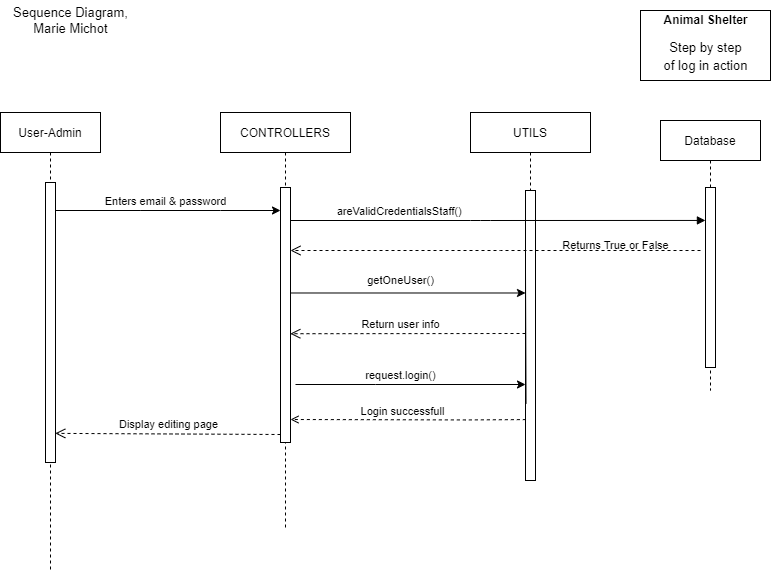 Sequence Diagram,
Marie Michot
Animal Shelter
Step by step
of log in action
User-Admin
CONTROLLERS
UTILS
Database
Enters email & password
areValidCredentialsStaff()
Returns True or False
getOneUser()
Return user info
request.login()
Login successfull
Display editing page